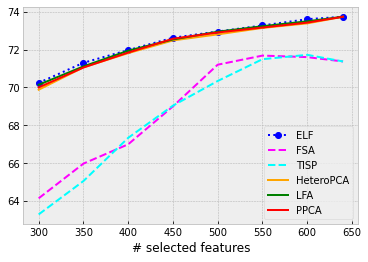 74
72
70
68
66
64
ELF
FSA
TISP
HeteroPCA
LFA
PPCA
300 350 400 450 500 550 600 650
# selected features